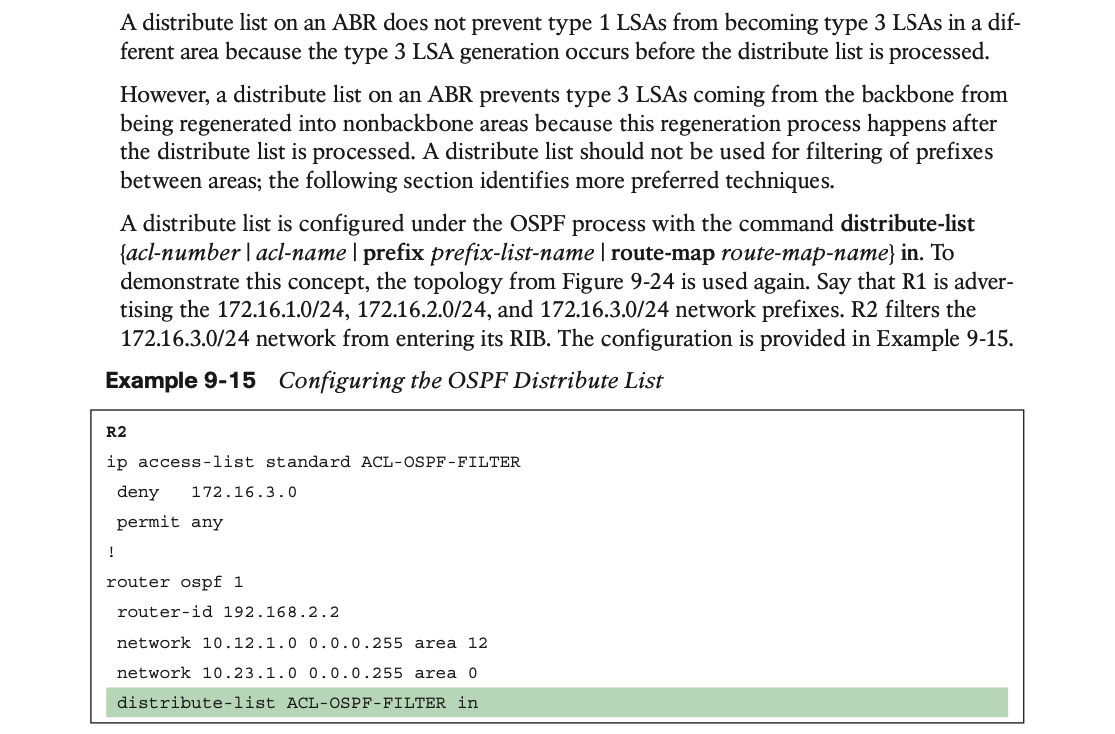 A distribute list on an ABR does not prevent type 1 LSAs from becoming type 3 LSAs in a dif-
ferent area because the type 3 LSA generation occurs before the distribute list is processed.
However, a distribute list on an ABR prevents type 3 LSAs coming from the backbone from
being regenerated into nonbackbone areas because this regeneration process happens after
the distribute list is processed. A distribute list should not be used for filtering of prefixes
between areas; the following section identifies more preferred techniques.
A distribute list is configured under the OSPF process with the command distribute-list
{acl-number | acl-name | prefix prefix-list-name | route-map route-map-name} in. To
demonstrate this concept, the topology from Figure 9-24 is used again. Say that R1 is adver-
tising the 172.16.1.0/24, 172.16.2.0/24, and 172.16.3.0/24 network prefixes. R2 filters the
172.16.3.0/24 network from entering its RIB. The configuration is provided in Example 9-15.
Example 9-15 Configuring the OSPF Distribute List
R2
ip access-list standard ACL-OSPF-FILTER
 deny   172.16.3.0
 permit any
!
router ospf 1
 router-id 192.168.2.2
 network 10.12.1.0 0.0.0.255 area 12
 network 10.23.1.0 0.0.0.255 area 0
 distribute-list ACL-OSPF-FILTER in